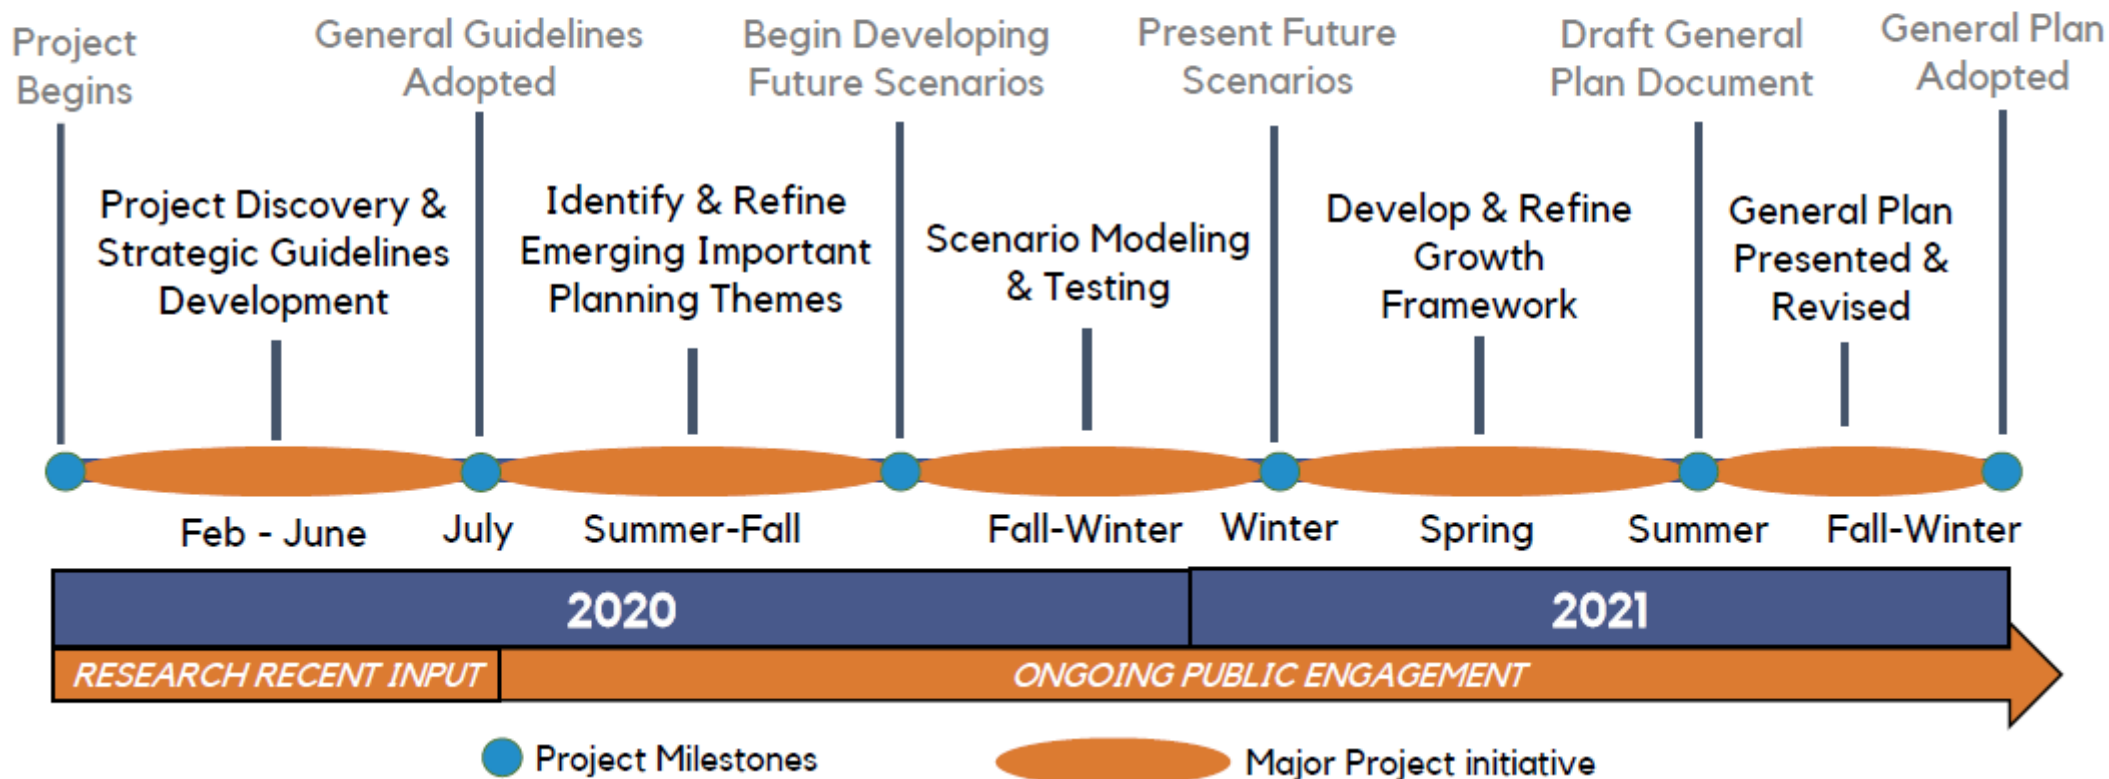 Project
Begins
General Guidelines
Adopted
Begin Developing
Future Scenarios
Present Future
Scenarios
Draft General
Plan Document
General Plan
Adopted
Project Discovery &
Strategic Guidelines
Development
Identify & Refine
Emerging Important
Planning Themes
Scenario Modeling
& Testing
Develop & Refine
Growth
Framework
General Plan
Presented &
Revised
Feb - June
July
Summer-Fall
Fall-Winter
Winter
Spring
Summer
Fall-Winter
2020
2021
RESEARCH RECENT INPUT
ONGOING PUBLIC ENGAGEMENT
Project Milestones
Major Project initiative